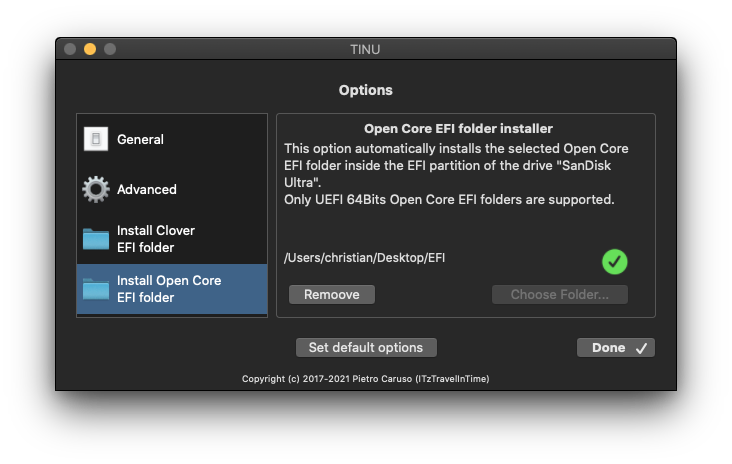 TINU
Options
General
Advanced
Install Clover
EFI folder
Install Open Core
EFI folder
Open Core EFI folder installer
This option automatically installs the selected Open Core
EFI folder inside the EFI partition of the drive "SanDisk
Ultra".
Only UEFI 64Bits Open Core EFI folders are supported.
/Users/christian/Desktop/EFI
Remoove
Choose Folder...
Set default options
Done
Copyright (c) 2017-2021 Pietro Caruso (ITzTravelInTime)